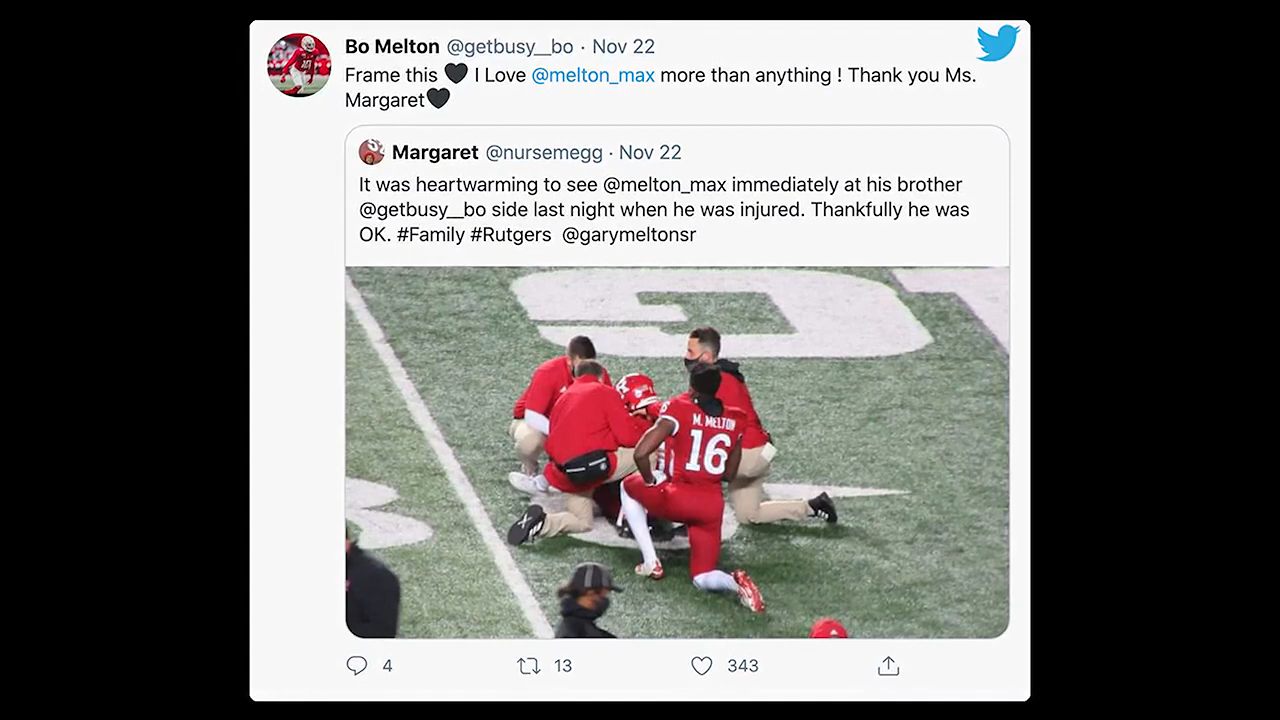 Bo Melton @getbusy__bo · Nov 22
Frame this 🖤 I Love @melton_max more than anything ! Thank you Ms.
Margaret🖤
Margaret @nursemegg · Nov 22
It was heartwarming to see @melton_max immediately at his brother
@getbusy__bo side last night when he was injured. Thankfully he was
OK. #Family #Rutgers @garymeltonsr
M. MELTON
16
4
13
343